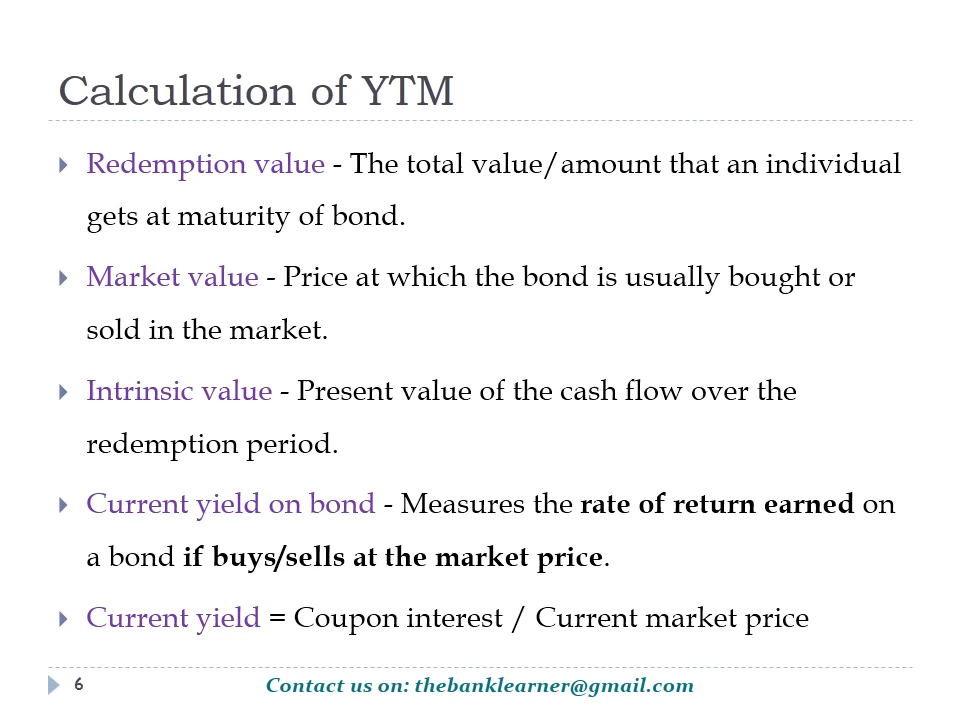 Calculation of YTM
Redemption value - The total value/amount that an individual
gets at maturity of bond.
Market value - Price at which the bond is usually bought or
sold in the market.
Intrinsic value - Present value of the cash flow over the
redemption period.
Current yield on bond - Measures the rate of return earned on
a bond if buys/sells at the market price.
Current yield = Coupon interest / Current market price
6
Contact us on: thebanklearner@gmail.com